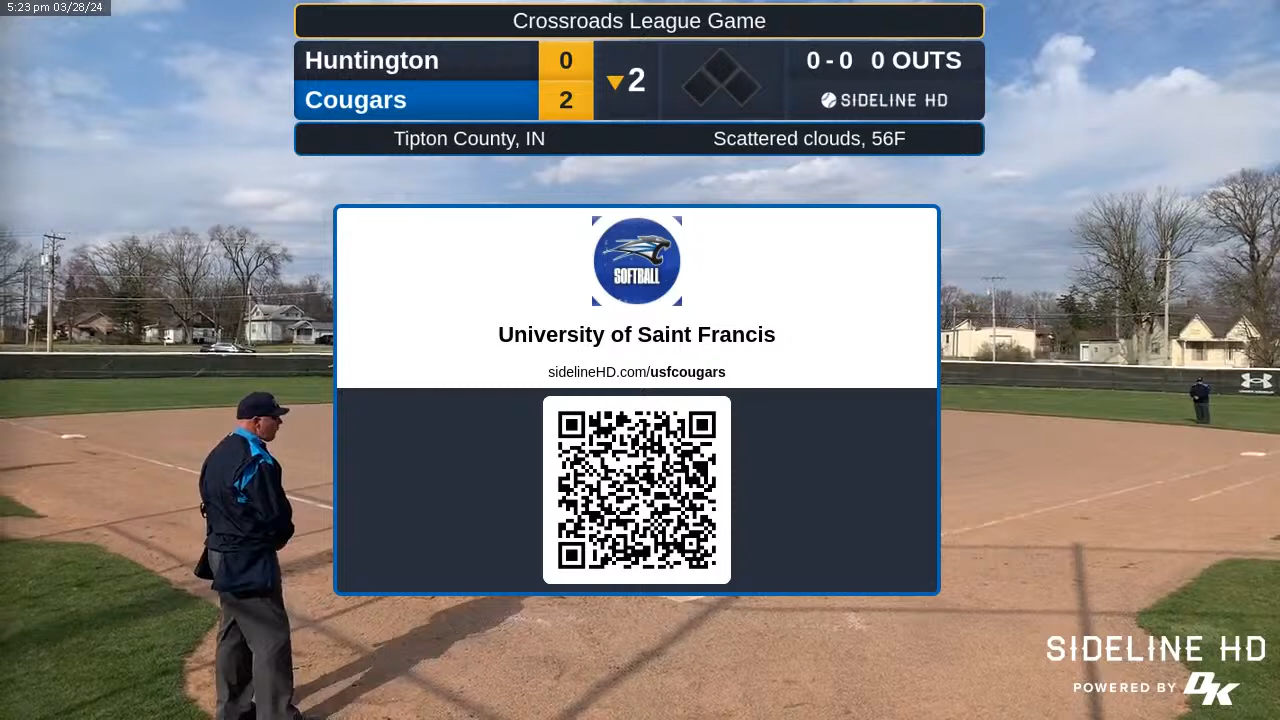 5:23 pm 03/28/24
Crossroads League Game
Huntington 0
Cougars 2
▼2
0 - 0 0 OUTS
SIDELINE HD
Tipton County, IN Scattered clouds, 56F
SOFTBALL
University of Saint Francis
sidelineHD.com/usfcougars
SIDELINE HD
POWERED BY DK